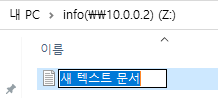 내 PC › info(₩₩10.0.0.2) (Z:)
이름
새 텍스트 문서